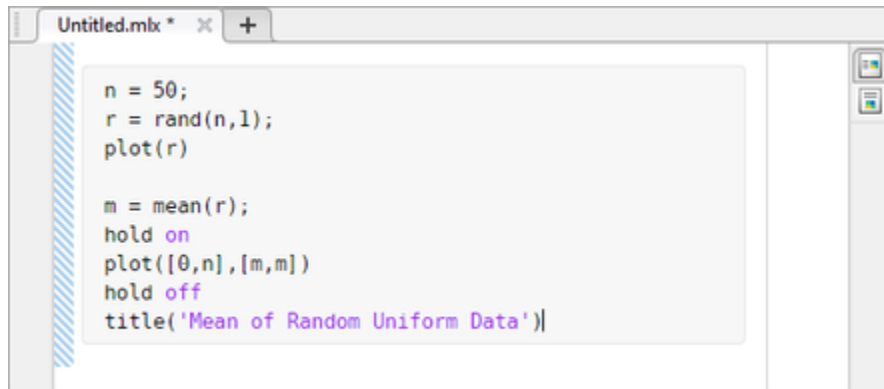 Untitled.mlx *
n = 50;
r = rand(n,1);
plot(r)
m = mean(r);
hold on
plot([0,n],[m,m])
hold off
title('Mean of Random Uniform Data')